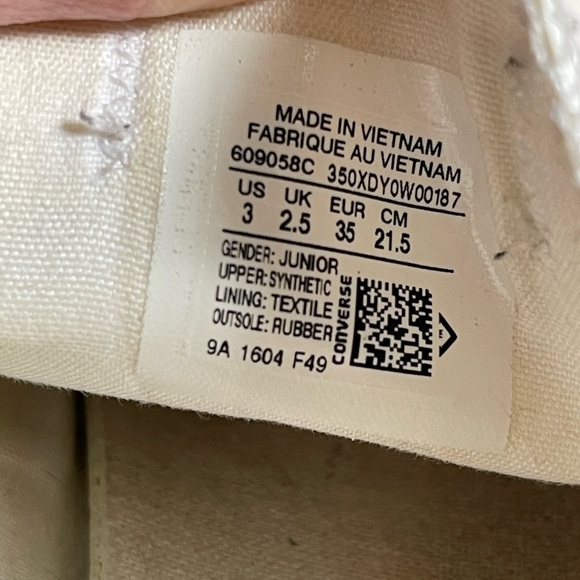 MADE IN VIETNAM
FABRIQUE AU VIETNAM
609058C 350XDY0W00187
US UK EUR CM
3 2.5 35 21.5
GENDER: JUNIOR
UPPER: SYNTHETIC
LINING: TEXTILE
OUTSOLE: RUBBER
CONVERSE
E
9A 1604 F49